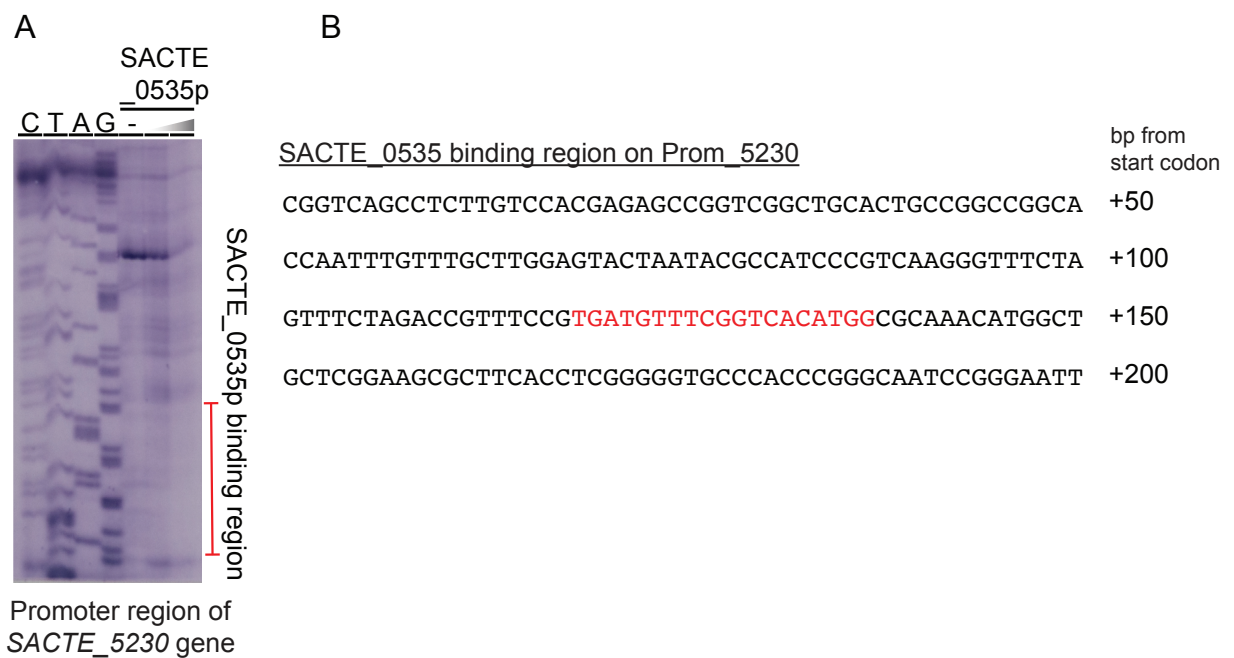 A
B
SACTE
_0535p
C T A G -
SACTE_0535p binding region
Promoter region of
SACTE_5230 gene
SACTE_0535 binding region on Prom_5230
bp from
start codon
CGGTCAGCCTCTTGTCCACGAGAGCCGGTCGGCTGCACTGCCGGCCGGCA +50
CCAATTTGTTTGCTTGGAGTACTAATACGCCATCCCGTCAAGGGTTTCTA +100
GTTTCTAGACCGTTTCCGTGATGTTTCGGTCACATGGCGCAAACATGGCT +150
GCTCGGAAGCGCTTCACCTCGGGGGTGCCCACCCGGGCAATCCGGGAATT +200